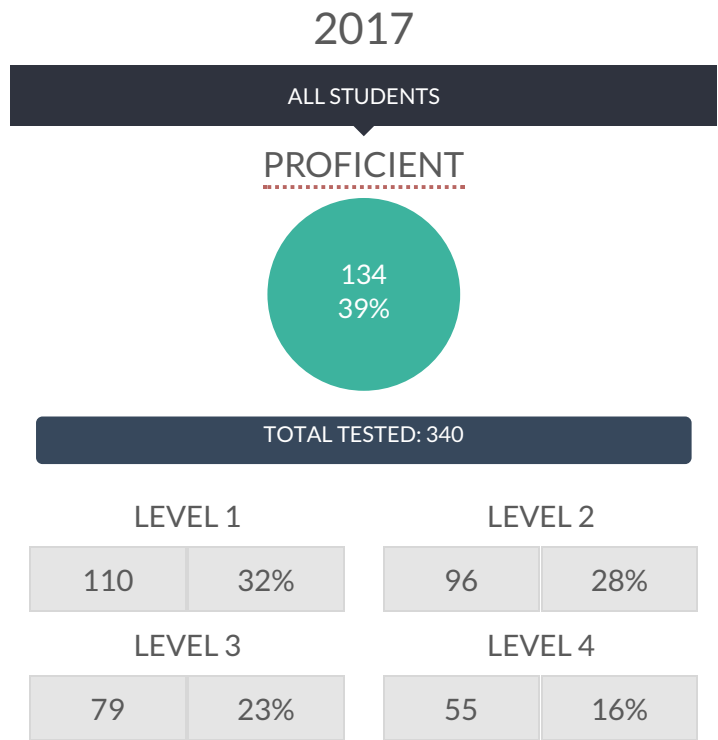 2017
ALL STUDENTS
PROFICIENT
134
39%
TOTAL TESTED: 340
LEVEL 1
110 32%
LEVEL 2
96 28%
LEVEL 3
79 23%
LEVEL 4
55 16%